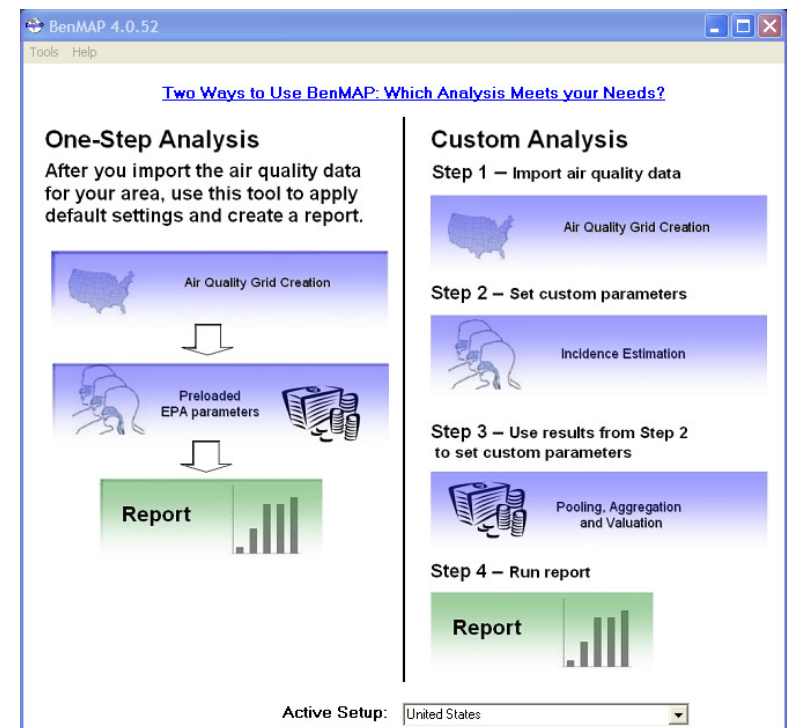 BenMAP 4.0.52
Tools Help
Two Ways to Use BenMAP: Which Analysis Meets your Needs?
One-Step Analysis
After you import the air quality data
for your area, use this tool to apply
default settings and create a report.
Air Quality Grid Creation
Preloaded
EPA parameters
Report
Custom Analysis
Step 1 – Import air quality data
Air Quality Grid Creation
Step 2 – Set custom parameters
Incidence Estimation
Step 3 – Use results from Step 2
to set custom parameters
Pooling, Aggregation
and Valuation
Step 4 – Run report
Report
Active Setup: United States